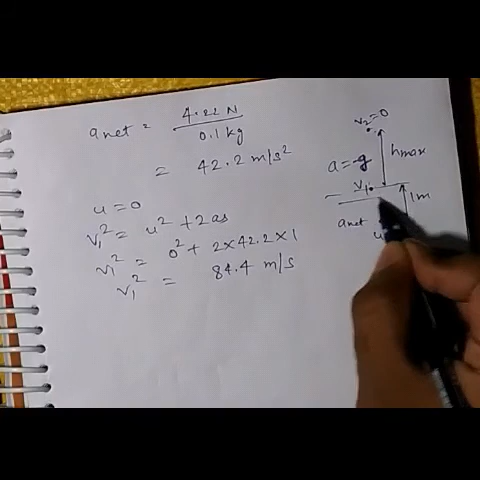 a net = 4.22 N
0.1 kg
= 42.2 m/s²
u = 0
v₁² = u² + 2as
v₁² = 0² + 2×42.2×1
v₁² = 84.4 m/s
v₂=0
a=-g
hmax
v₁
1m
anet
u